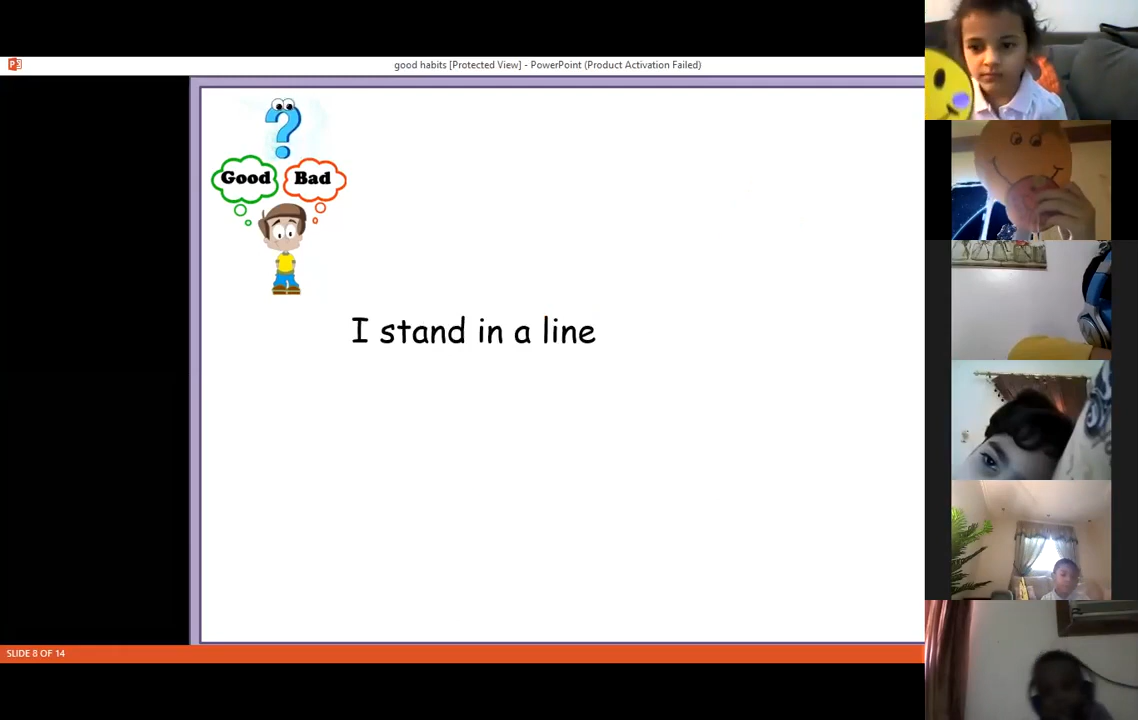 good habits [Protected View] - PowerPoint (Product Activation Failed)
Good Bad
I stand in a line
SLIDE 8 OF 14